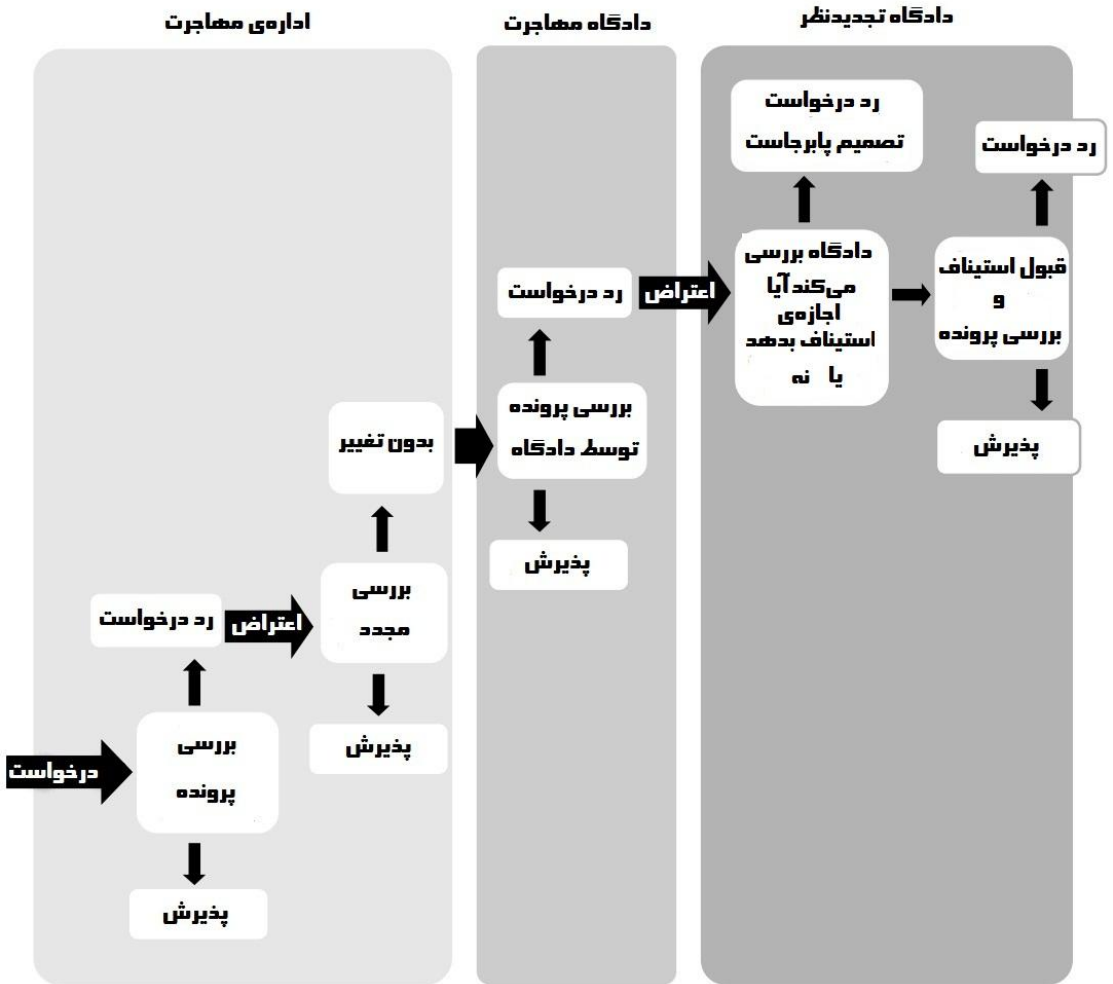 اداره‌ی مهاجرت
دادگاه مهاجرت
دادگاه تجدیدنظر
درخواست
بررسی
پرونده
پذیرش
رد درخواست
اعتراض
بررسی
مجدد
پذیرش
بدون تغییر
بررسی پرونده
توسط دادگاه
پذیرش
رد درخواست
اعتراض
دادگاه بررسی
می‌کند آیا
اجازه‌ی
استیناف بدهد
یا نه
رد درخواست
تصمیم پابرجاست
قبول استیناف
و
بررسی پرونده
رد درخواست
پذیرش